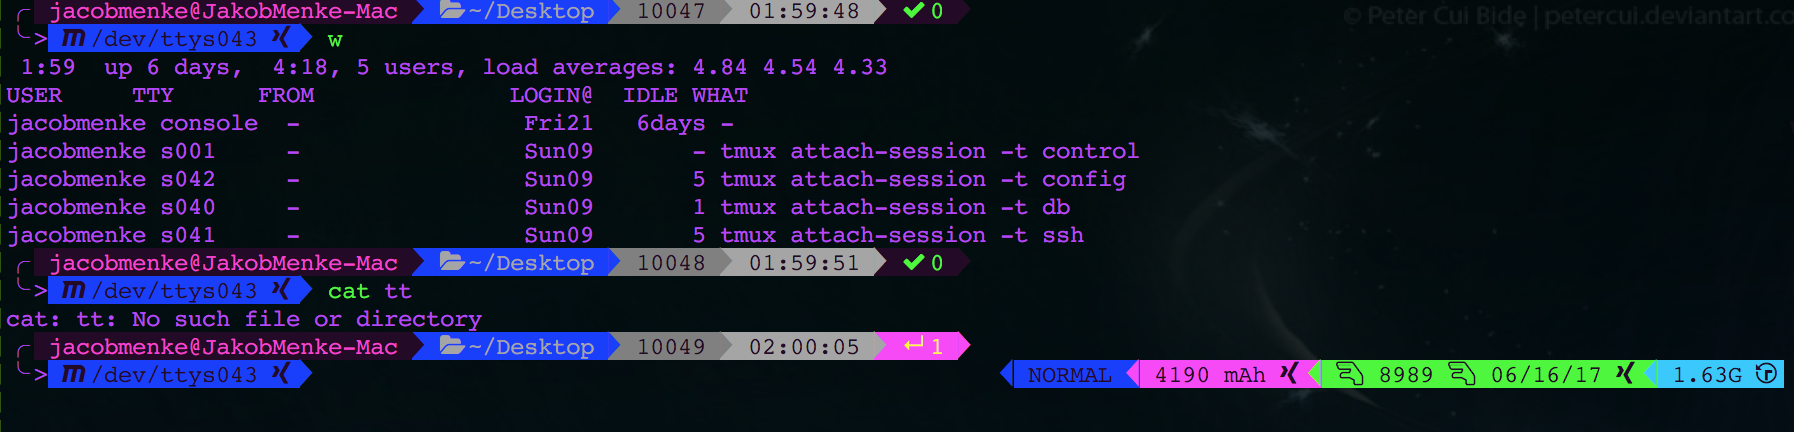 jacobmenke@JakobMenke-Mac ~/Desktop 10047 01:59:48 ✔ 0
© Peter Cui Bide | petercui.deviantart.co
> m /dev/ttys043 w
1:59 up 6 days, 4:18, 5 users, load averages: 4.84 4.54 4.33
USER TTY FROM LOGIN@ IDLE WHAT
jacobmenke console - Fri21 6days -
jacobmenke s001 - Sun09 - tmux attach-session -t control
jacobmenke s042 - Sun09 5 tmux attach-session -t config
jacobmenke s040 - Sun09 1 tmux attach-session -t db
jacobmenke s041 - Sun09 5 tmux attach-session -t ssh
jacobmenke@JakobMenke-Mac ~/Desktop 10048 01:59:51 ✔ 0
> m /dev/ttys043 cat tt
cat: tt: No such file or directory
jacobmenke@JakobMenke-Mac ~/Desktop 10049 02:00:05 ↵ 1
> m /dev/ttys043 NORMAL 4190 mAh 8989 06/16/17 1.63G